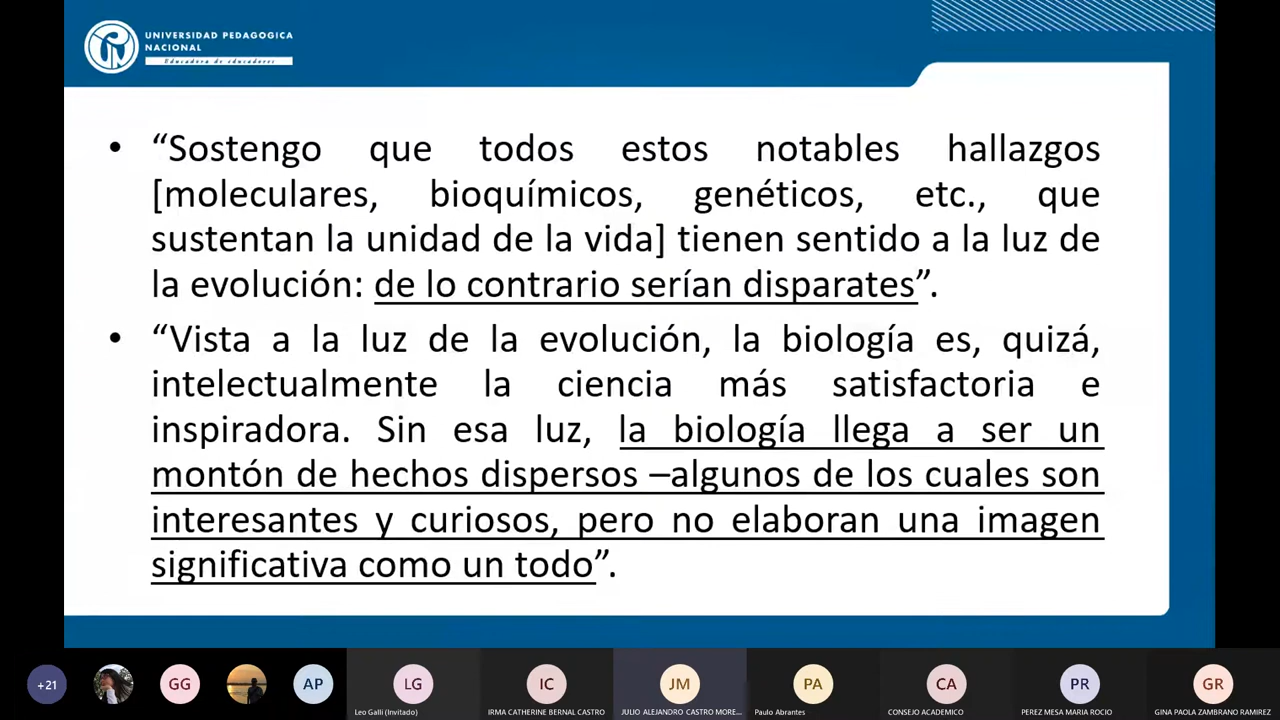 UNIVERSIDAD PEDAGOGICA
NACIONAL
Educadora de educadores
• “Sostengo que todos estos notables hallazgos
[moleculares, bioquímicos, genéticos, etc., que
sustentan la unidad de la vida] tienen sentido a la luz de
la evolución: de lo contrario serían disparates”.
• “Vista a la luz de la evolución, la biología es, quizá,
intelectualmente la ciencia más satisfactoria e
inspiradora. Sin esa luz, la biología llega a ser un
montón de hechos dispersos –algunos de los cuales son
interesantes y curiosos, pero no elaboran una imagen
significativa como un todo”.
+21 GG AP LG IC JM PA CA PR GR
Leo Galli (Invitado) IRMA CATHERINE BERNAL CASTRO JULIO ALEJANDRO CASTRO MORE... Paulo Abrantes CONSEJO ACADEMICO PEREZ MESA MARIA ROCIO GINA PAOLA ZAMBRANO RAMIREZ